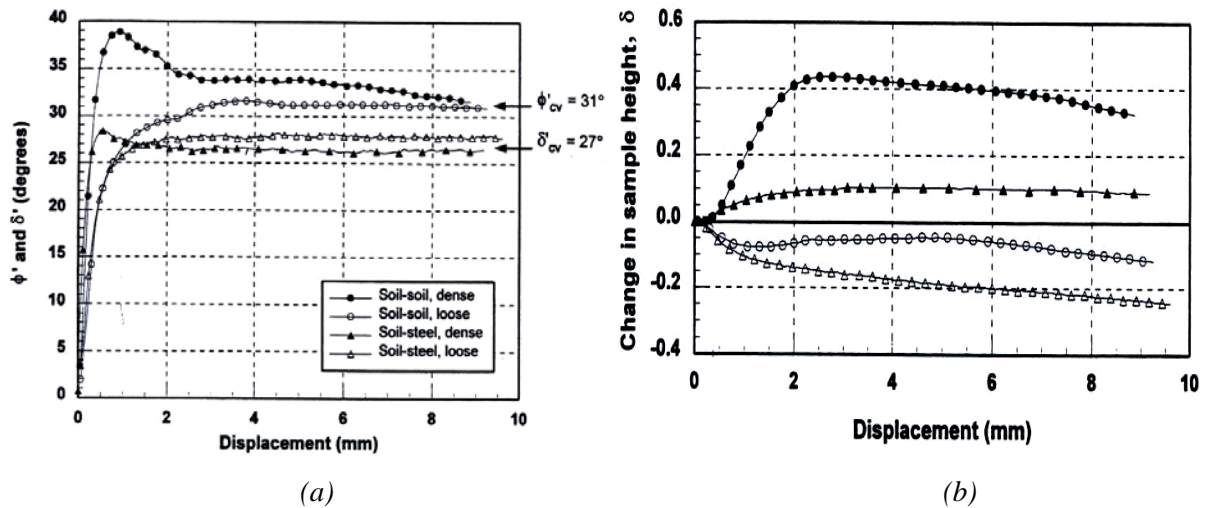 40
35
30
25
20
15
10
5
0
ϕ' and δ' (degrees)
0 2 4 6 8 10
Displacement (mm)
Soil-soil, dense
Soil-soil, loose
Soil-steel, dense
Soil-steel, loose
ϕ'cv = 31°
δ'cv = 27°
(a)
0.6
0.4
0.2
0.0
-0.2
-0.4
Change in sample height, δ
0 2 4 6 8 10
Displacement (mm)
(b)